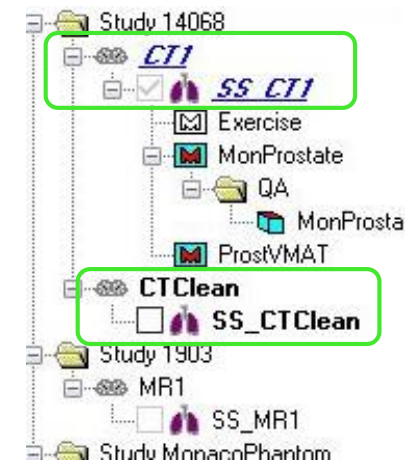 Study 14068
CT1
SS_CT1
Exercise
MonProstate
QA
MonProsta
ProstVMAT
CTClean
SS_CTClean
Study 1903
MR1
SS_MR1
Study MonacoPhantom